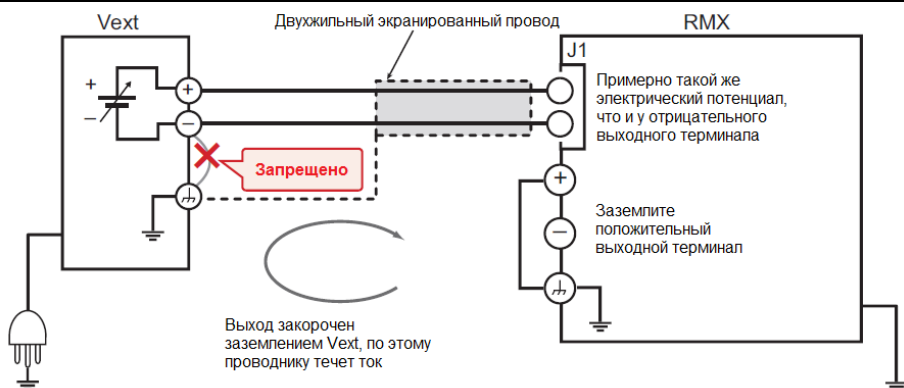 Vext
Двухжильный экранированный провод
RMX
J1
+
–
+
–
Примерно такой же
электрический потенциал,
что и у отрицательного
выходного терминала
Запрещено
+
–
Заземлите
положительный
выходной терминал
Выход закорочен
заземлением Vext, по этому
проводнику течет ток